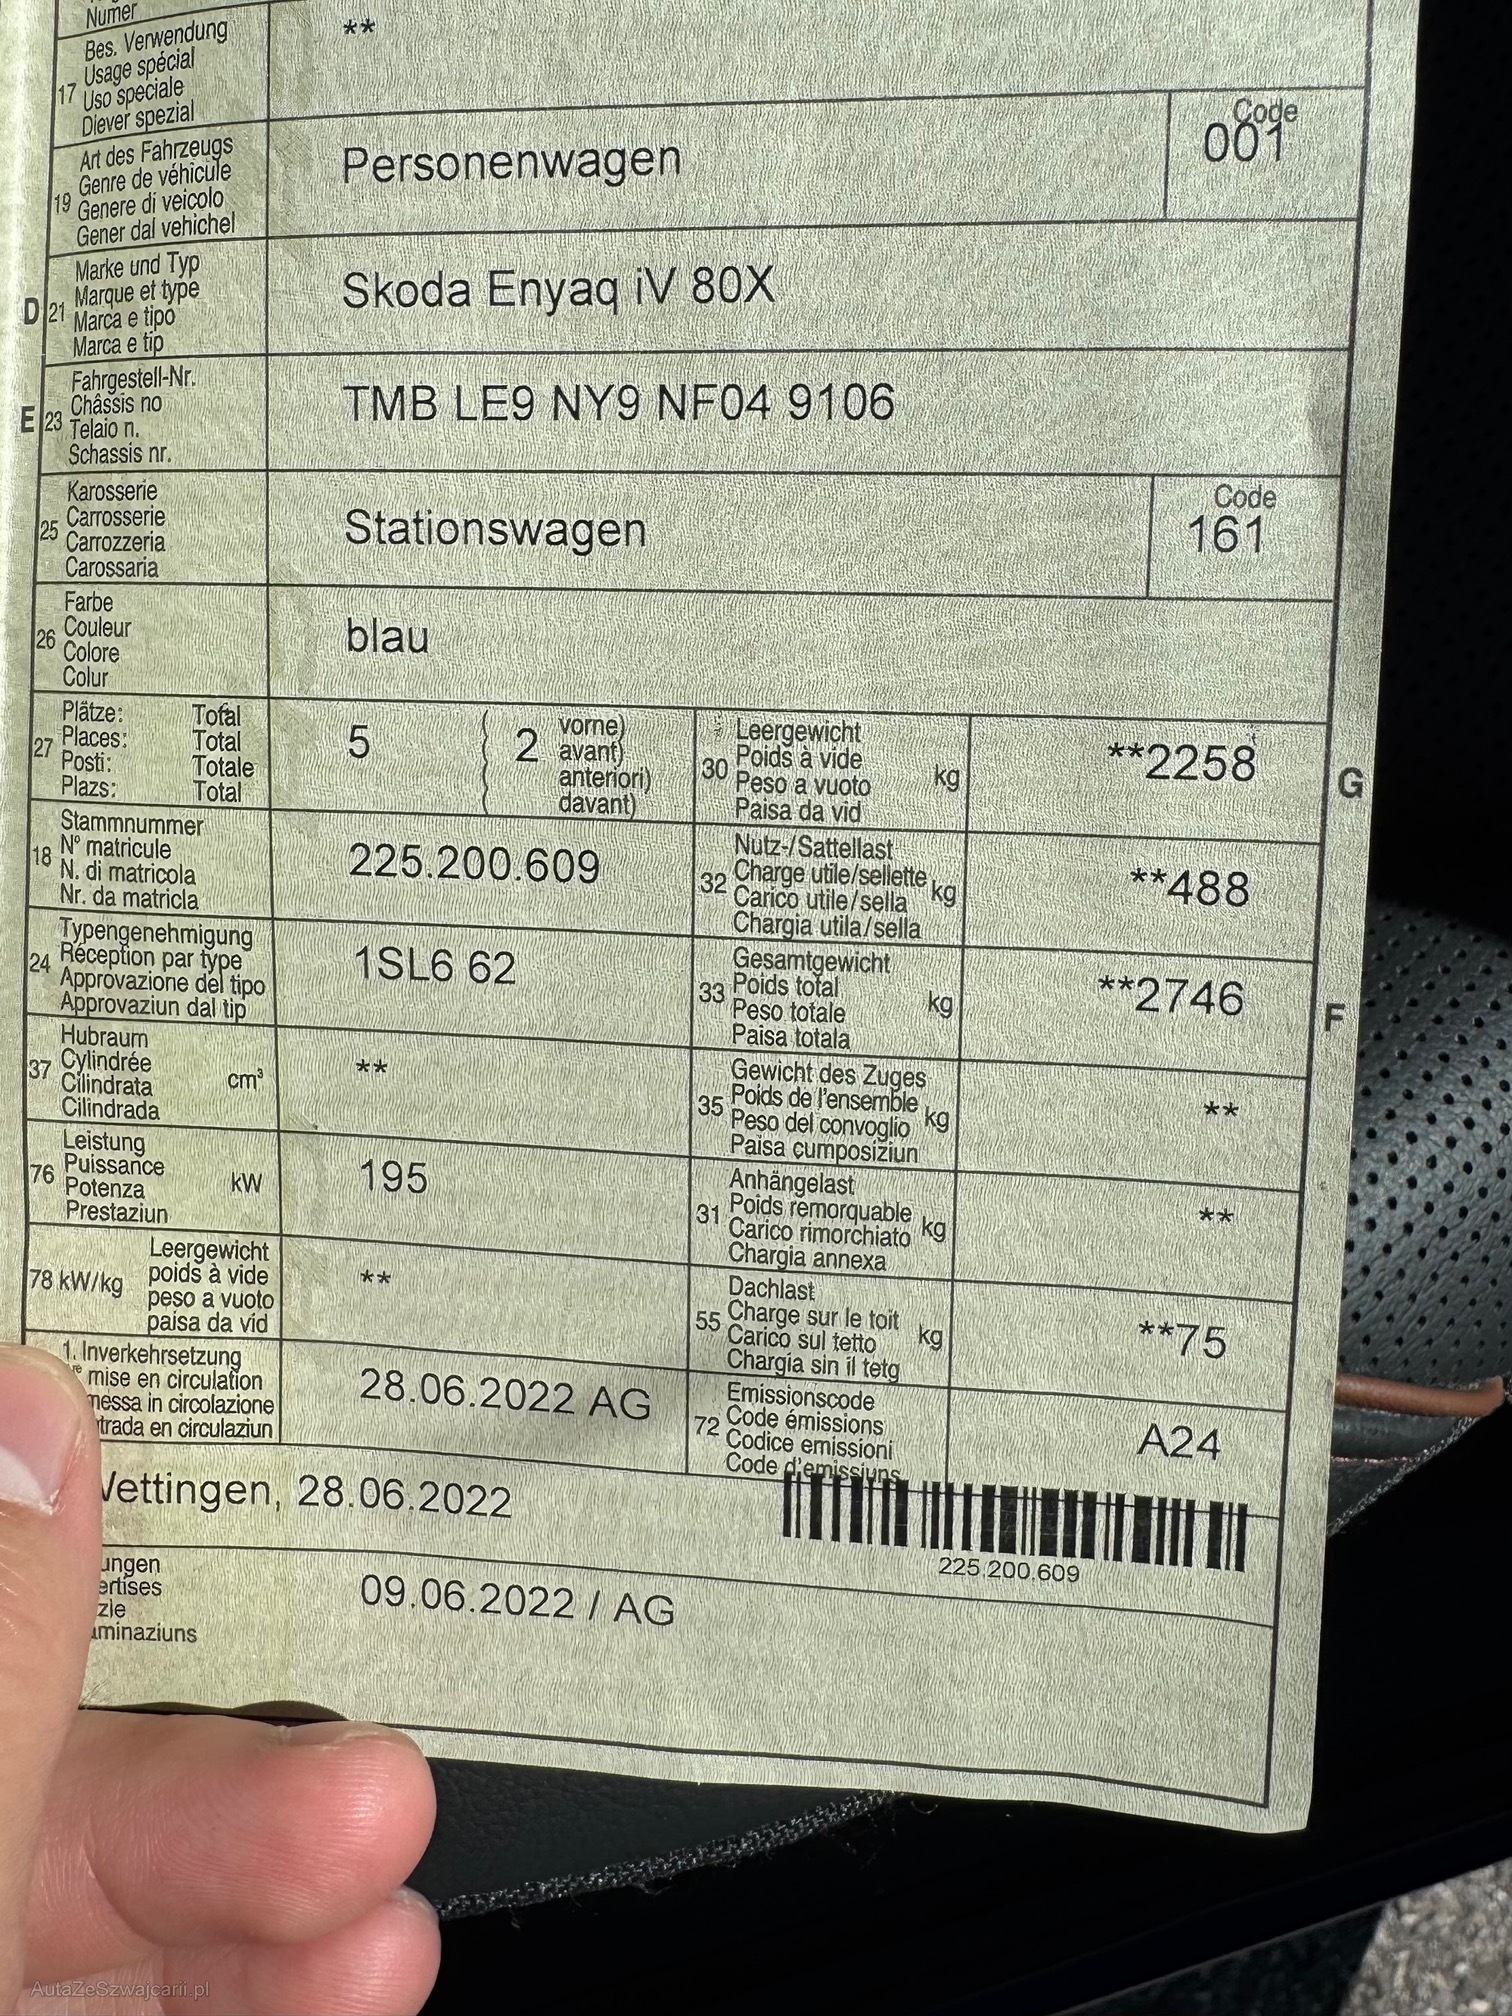 Numer
17 Bes. Verwendung
Usage spécial
Uso speciale
Diever spezial
**
19 Art des Fahrzeugs
Genre de véhicule
Genere di veicolo
Gener dal vehichel
Personenwagen
Code
001
D 21 Marke und Typ
Marque et type
Marca e tipo
Marca e tip
Skoda Enyaq iV 80X
E 23 Fahrgestell-Nr.
Châssis no
Telaio n.
Schassis nr.
TMB LE9 NY9 NF04 9106
25 Karosserie
Carrosserie
Carrozzeria
Carossaria
Stationswagen
Code
161
26 Farbe
Couleur
Colore
Colur
blau
27 Plätze: Total
Places: Total
Posti: Totale
Plazs: Total
5
2 vorne)
avant)
anteriori)
davant)
30 Leergewicht
Poids à vide
Peso a vuoto kg
Paisa da vid
**2258
G
18 Stammnummer
N° matricule
N. di matricola
Nr. da matricla
225.200.609
32 Nutz-/Sattellast
Charge utile/sellette kg
Carico utile/sella
Chargia utila/sella
**488
24 Typengenehmigung
Réception par type
Approvazione del tipo
Approvaziun dal tip
1SL6 62
33 Gesamtgewicht
Poids total
Peso totale kg
Paisa totala
**2746
F
37 Hubraum
Cylindrée
Cilindrata cm³
Cilindrada
**
35 Gewicht des Zuges
Poids de l'ensemble
Peso del convoglio kg
Paisa cumposiziun
**
76 Leistung
Puissance
Potenza kW
Prestaziun
195
31 Anhängelast
Poids remorquable
Carico rimorchiato kg
Chargia annexa
**
78 kW/kg Leergewicht
poids à vide
peso a vuoto
paisa da vid
**
55 Dachlast
Charge sur le toit
Carico sul tetto kg
Chargia sin il tetg
**75
1. Inverkehrsetzung
re mise en circulation
messa in circolazione
trada en circulaziun
28.06.2022 AG
72 Emissionscode
Code émissions
Codice emissioni
Code d'emissiuns
A24
Wettingen, 28.06.2022
225.200.609
ungen
ertises
zle
aminaziuns
09.06.2022 / AG
AutaZeSzwajcarii.pl